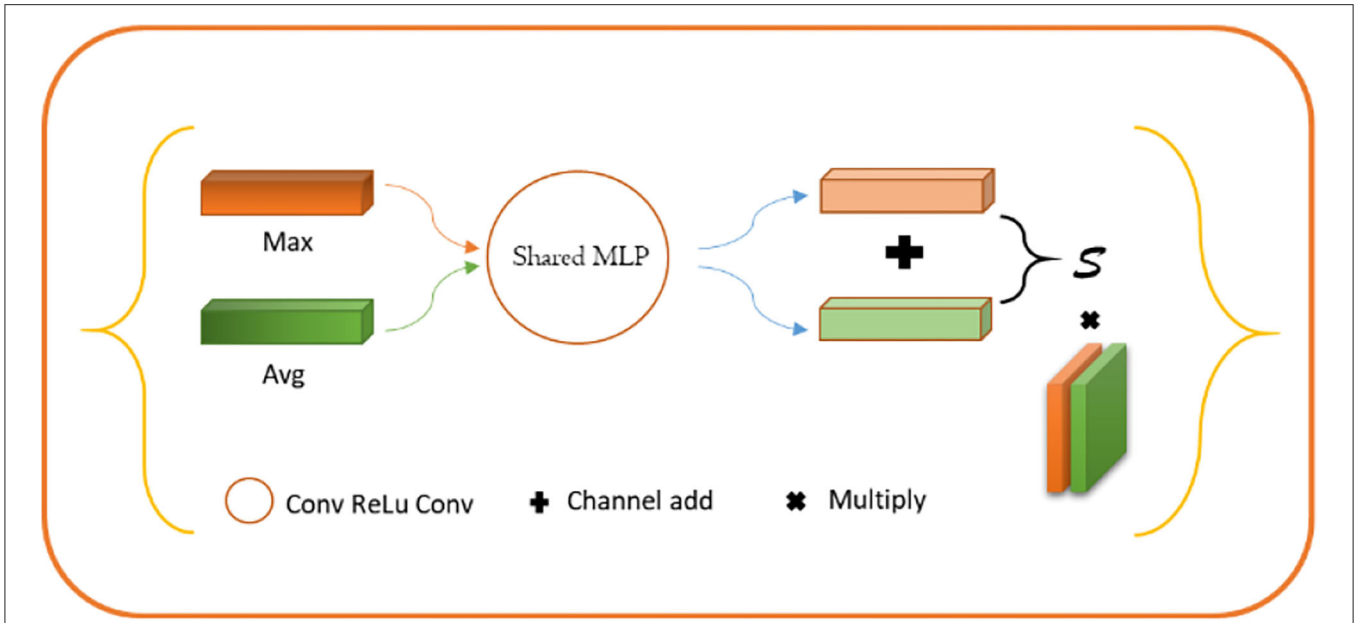 Max
Shared MLP
S
Avg
Conv ReLu Conv
Channel add
Multiply